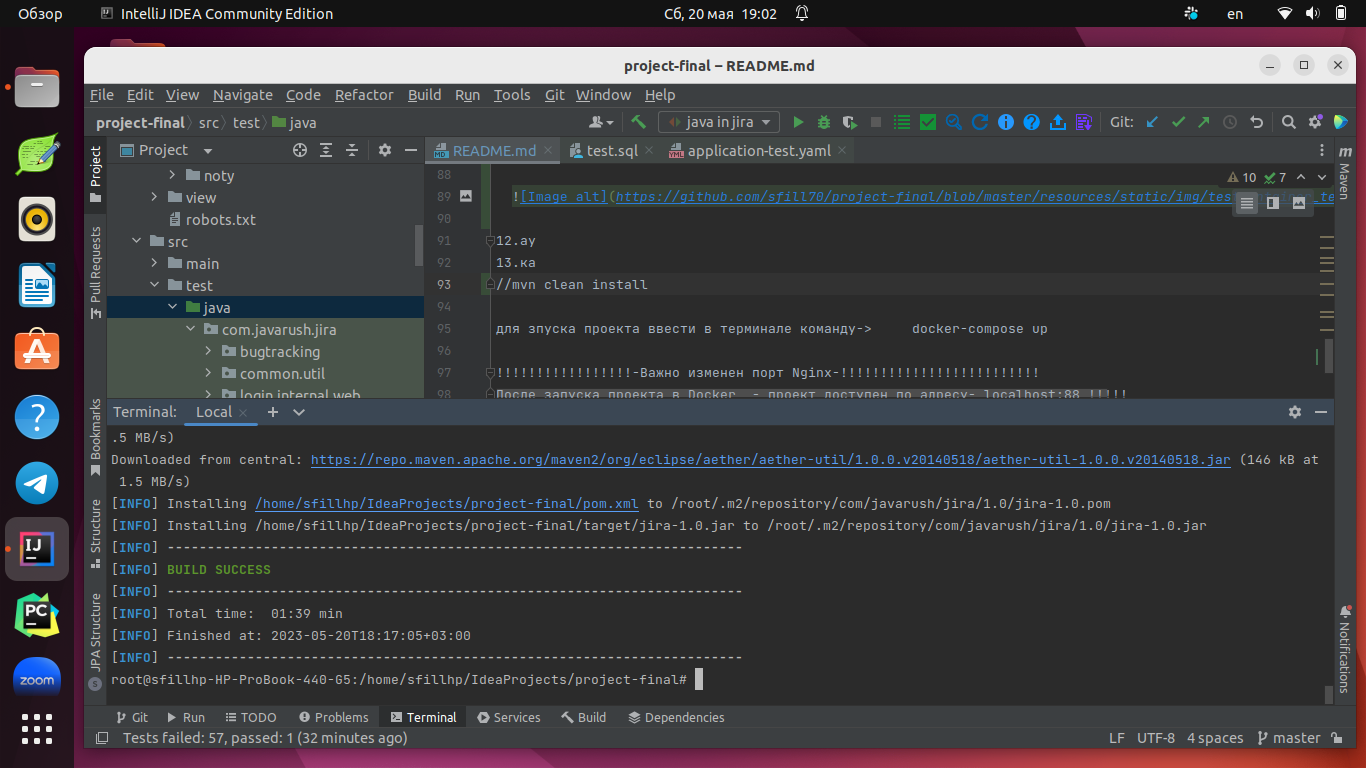 Обзор IntelliJ IDEA Community Edition Сб, 20 мая 19:02 en
project-final – README.md
File Edit View Navigate Code Refactor Build Run Tools Git Window Help
project-final src test java java in jira Git:
Project README.md test.sql application-test.yaml
Project
Pull Requests
Bookmarks
Structure
JPA Structure
m
Maven
Notifications
noty
view
robots.txt
src
main
test
java
com.javarush.jira
bugtracking
common.util
login.internal.web
10 7
88
89 ![Image alt](https://github.com/sfill70/project-final/blob/master/resources/static/img/tes
90
91 12.ау
92 13.ка
93 //mvn clean install
94
95 для зпуска проекта ввести в терминале команду-> docker-compose up
96
97 !!!!!!!!!!!!!!!!!-Важно изменен порт Nginx-!!!!!!!!!!!!!!!!!!!!!!!!!
98 После запуска проекта в Docker - проект доступен по адресу- localhost:88 !!!!!
Terminal: Local
.5 MB/s)
Downloaded from central: https://repo.maven.apache.org/maven2/org/eclipse/aether/aether-util/1.0.0.v20140518/aether-util-1.0.0.v20140518.jar (146 kB at
1.5 MB/s)
[INFO] Installing /home/sfillhp/IdeaProjects/project-final/pom.xml to /root/.m2/repository/com/javarush/jira/1.0/jira-1.0.pom
[INFO] Installing /home/sfillhp/IdeaProjects/project-final/target/jira-1.0.jar to /root/.m2/repository/com/javarush/jira/1.0/jira-1.0.jar
[INFO] ------------------------------------------------------------------------
[INFO] BUILD SUCCESS
[INFO] ------------------------------------------------------------------------
[INFO] Total time:  01:39 min
[INFO] Finished at: 2023-05-20T18:17:05+03:00
[INFO] ------------------------------------------------------------------------
root@sfillhp-HP-ProBook-440-G5:/home/sfillhp/IdeaProjects/project-final#
Git Run TODO Problems Terminal Services Build Dependencies
Tests failed: 57, passed: 1 (32 minutes ago) LF UTF-8 4 spaces master
IJ
PC
zoom